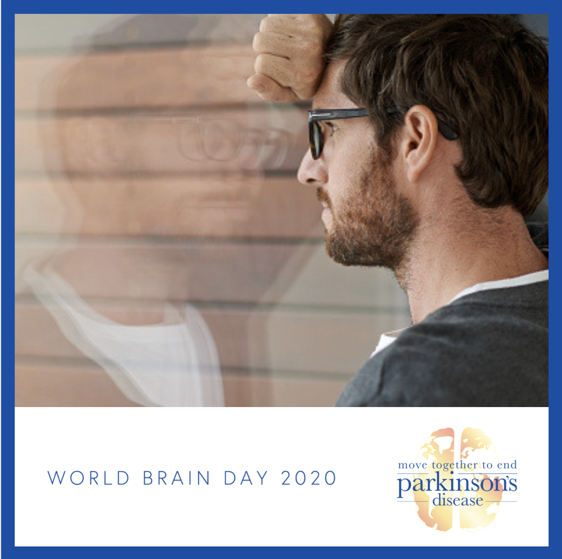 WORLD BRAIN DAY 2020
move together to end
parkinson's
disease